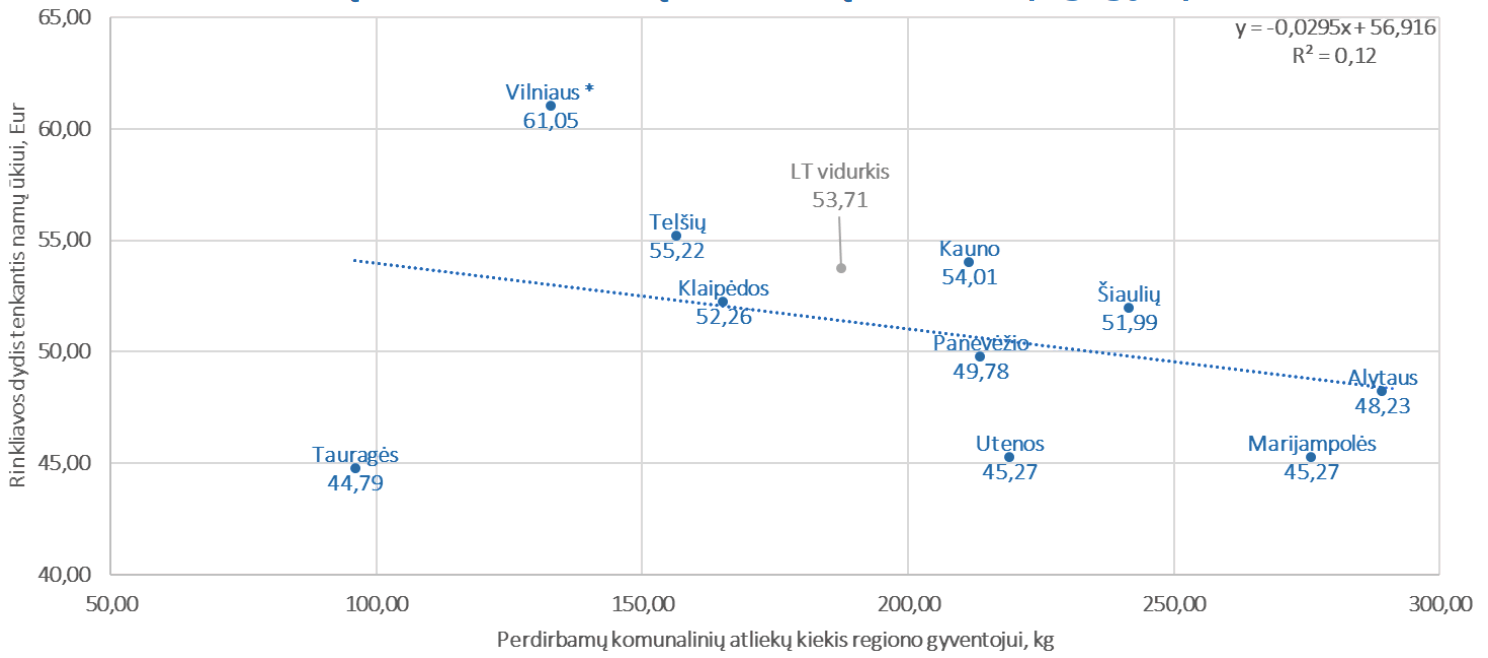 65,00
y = -0,0295x + 56,916
R² = 0,12
Vilniaus *
61,05
60,00
LT vidurkis
53,71
Telšių
55,22
55,00
Kauno
54,01
Klaipėdos
52,26
Šiaulių
51,99
50,00
Panevėžio
49,78
Alytaus
48,23
Tauragės
44,79
45,00
Utenos
45,27
Marijampolės
45,27
40,00
50,00 100,00 150,00 200,00 250,00 300,00
Rinkliavos dydis tenkantis namų ūkiui, Eur
Perdirbamų komunalinių atliekų kiekis regiono gyventojui, kg